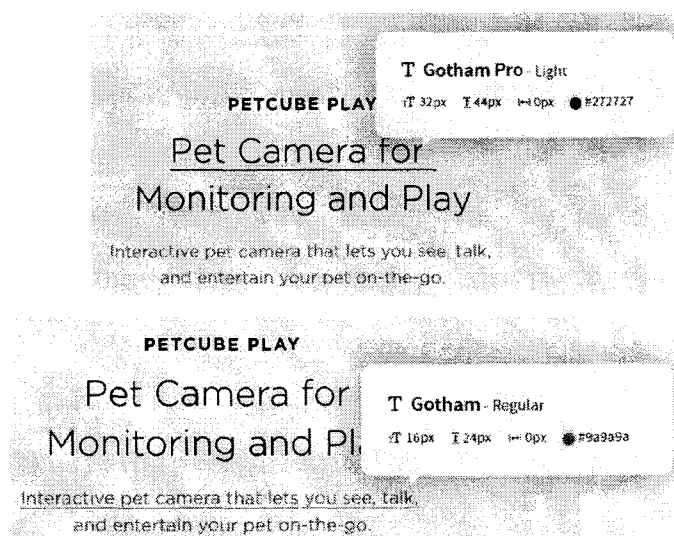 T Gotham Pro - Light
T 32px T 44px 0px #272727
PETCUBE PLAY
Pet Camera for
Monitoring and Play
Interactive pet camera that lets you see, talk,
and entertain your pet on-the-go.
PETCUBE PLAY
Pet Camera for
Monitoring and Pl
T Gotham - Regular
T 16px T 24px 0px #9a9a9a
Interactive pet camera that lets you see, talk,
and entertain your pet on-the-go.